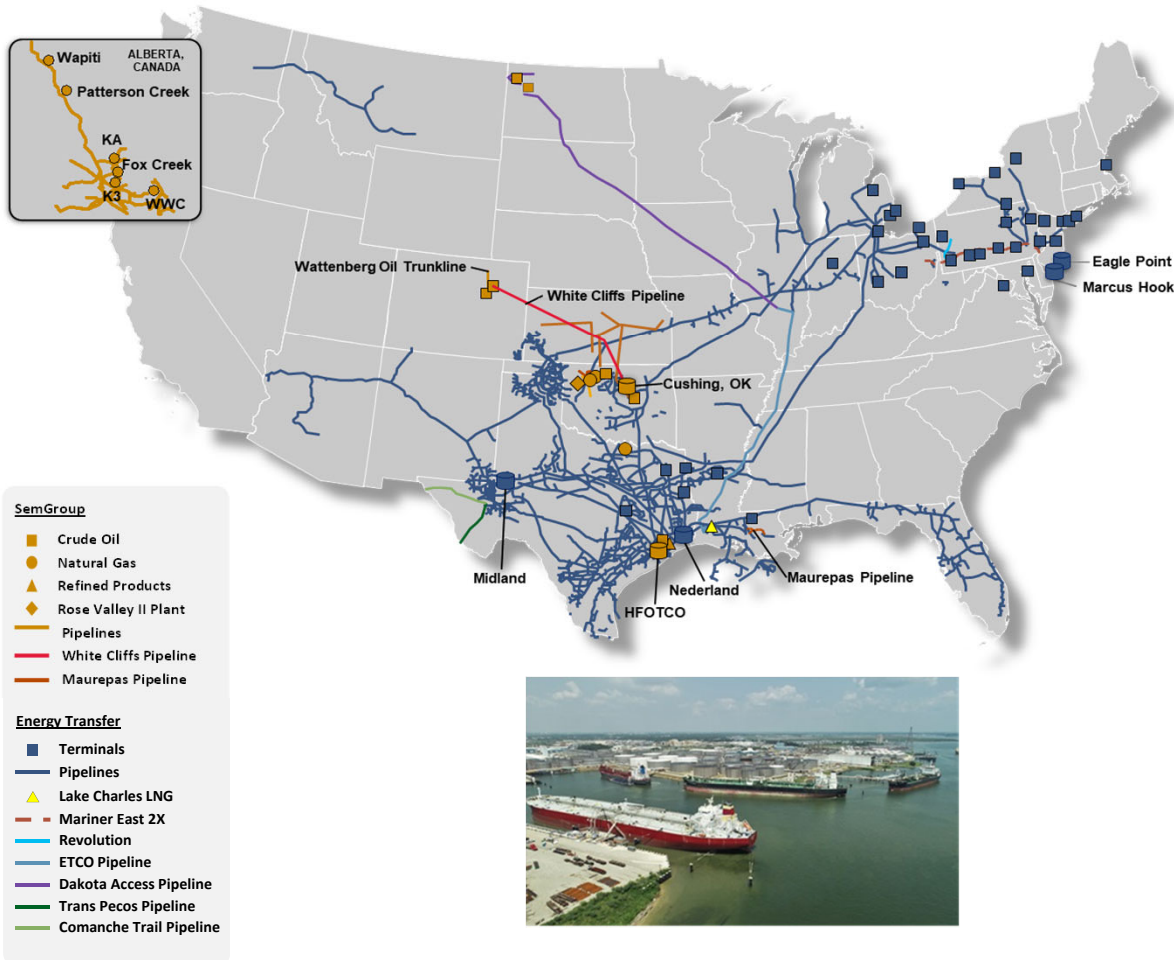 ALBERTA,
CANADA
Wapiti
Patterson Creek
KA
Fox Creek
K3
WWC
Wattenberg Oil Trunkline
White Cliffs Pipeline
Eagle Point
Marcus Hook
Cushing, OK
Midland
Nederland
HFOTCO
Maurepas Pipeline
SemGroup
Crude Oil
Natural Gas
Refined Products
Rose Valley II Plant
Pipelines
White Cliffs Pipeline
Maurepas Pipeline
Energy Transfer
Terminals
Pipelines
Lake Charles LNG
Mariner East 2X
Revolution
ETCO Pipeline
Dakota Access Pipeline
Trans Pecos Pipeline
Comanche Trail Pipeline